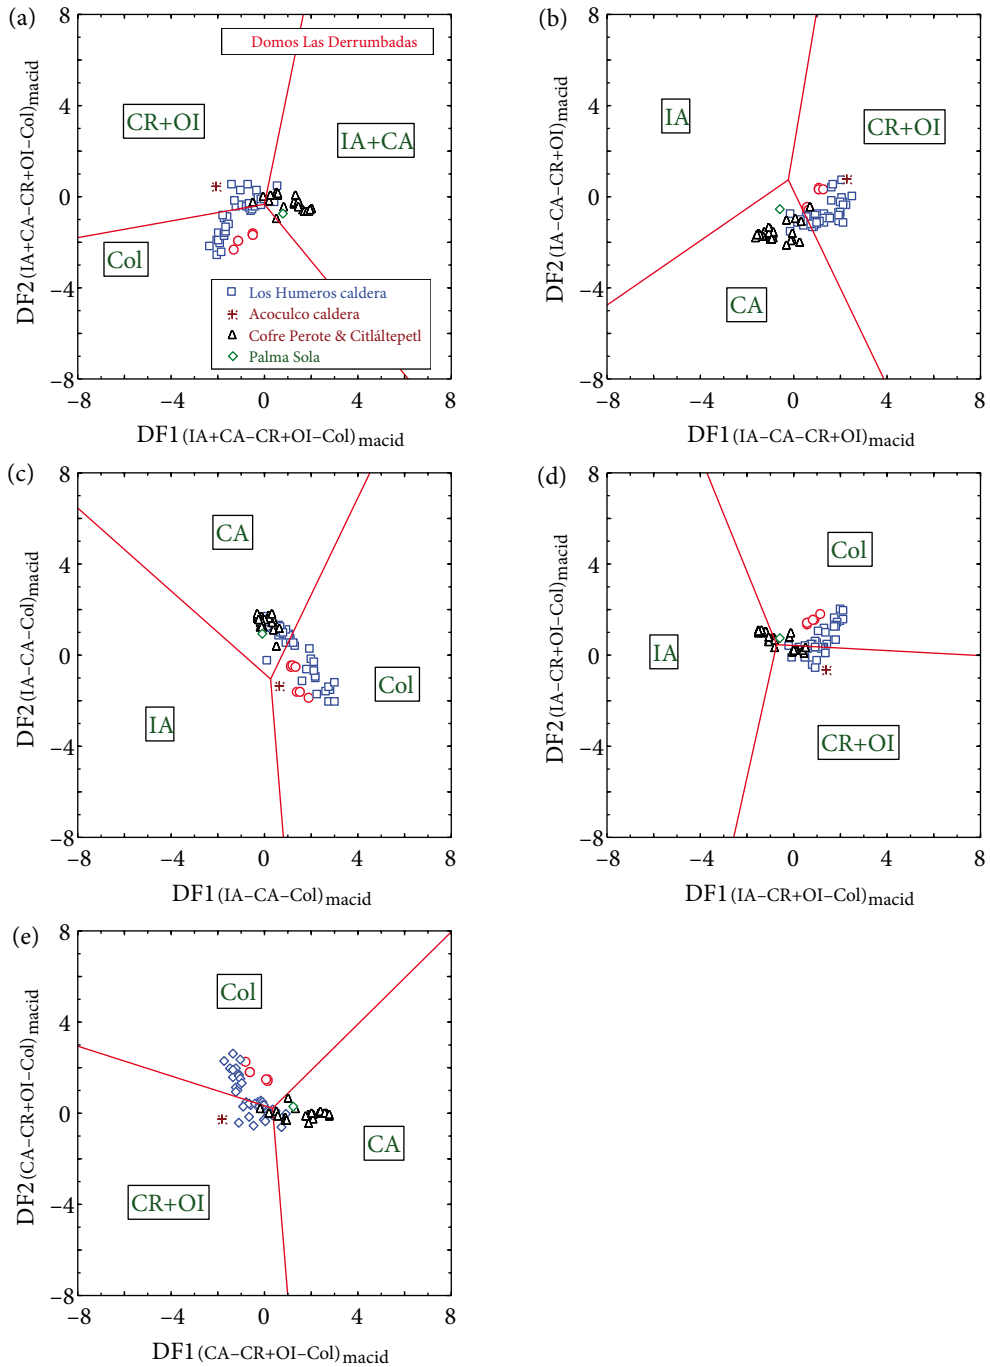 (a)
8
4
0
−4
−8
−8
−4
0
4
8
DF2(IA+CA−CR+OI−Col)macid
DF1(IA+CA−CR+OI−Col)macid
Domos Las Derrumbadas
CR+OI
IA+CA
Col
Los Humeros caldera
Acoculco caldera
Cofre Perote & Citláltepetl
Palma Sola
(b)
8
4
0
−4
−8
−8
−4
0
4
8
DF2(IA−CA−CR+OI)macid
DF1(IA−CA−CR+OI)macid
IA
CR+OI
CA
(c)
8
4
0
−4
−8
−8
−4
0
4
8
DF2(IA−CA−Col)macid
DF1(IA−CA−Col)macid
CA
Col
IA
(d)
8
4
0
−4
−8
−8
−4
0
4
8
DF2(IA−CR+OI−Col)macid
DF1(IA−CR+OI−Col)macid
Col
IA
CR+OI
(e)
8
4
0
−4
−8
−8
−4
0
4
8
DF2(CA−CR+OI−Col)macid
DF1(CA−CR+OI−Col)macid
Col
CA
CR+OI